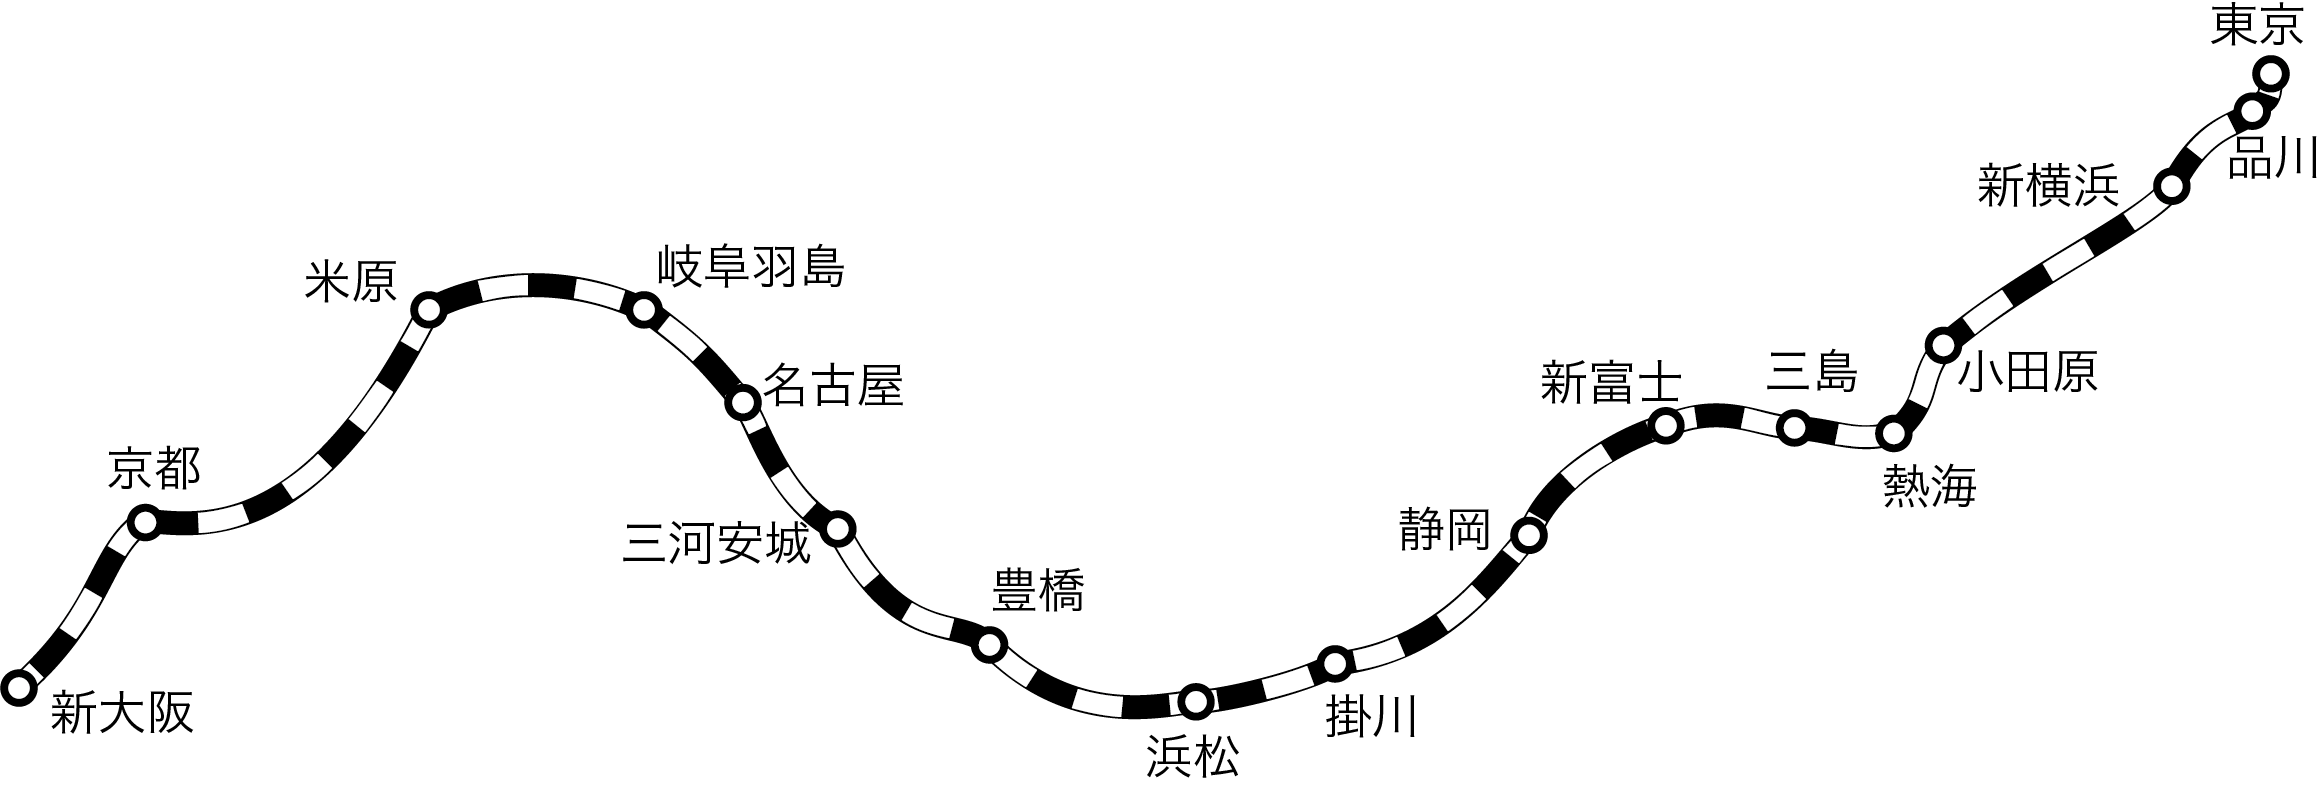 東京
品川
新横浜
小田原
熱海
三島
新富士
静岡
掛川
浜松
豊橋
三河安城
名古屋
岐阜羽島
米原
京都
新大阪